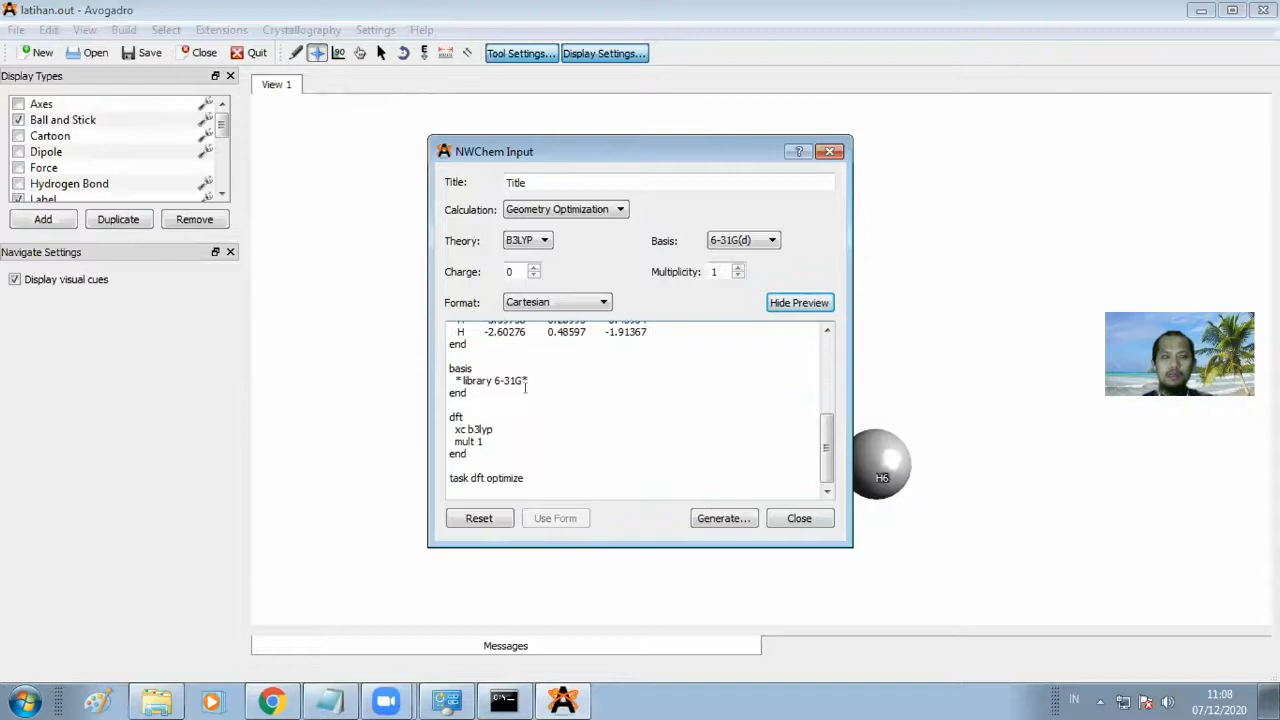 latihan.out - Avogadro
File Edit View Build Select Extensions Crystallography Settings Help
New Open Save Close Quit Tool Settings... Display Settings...
Display Types
Axes
Ball and Stick
Cartoon
Dipole
Force
Hydrogen Bond
Label
Add Duplicate Remove
Navigate Settings
Display visual cues
View 1
NWChem Input
Title: Title
Calculation: Geometry Optimization
Theory: B3LYP Basis: 6-31G(d)
Charge: 0 Multiplicity: 1
Format: Cartesian Hide Preview
H -2.60276 0.48597 -1.91367
end
basis
* library 6-31G*
end
dft
xc b3lyp
mult 1
end
task dft optimize
Reset Use Form Generate... Close
H6
Messages
IN 11:08
07/12/2020